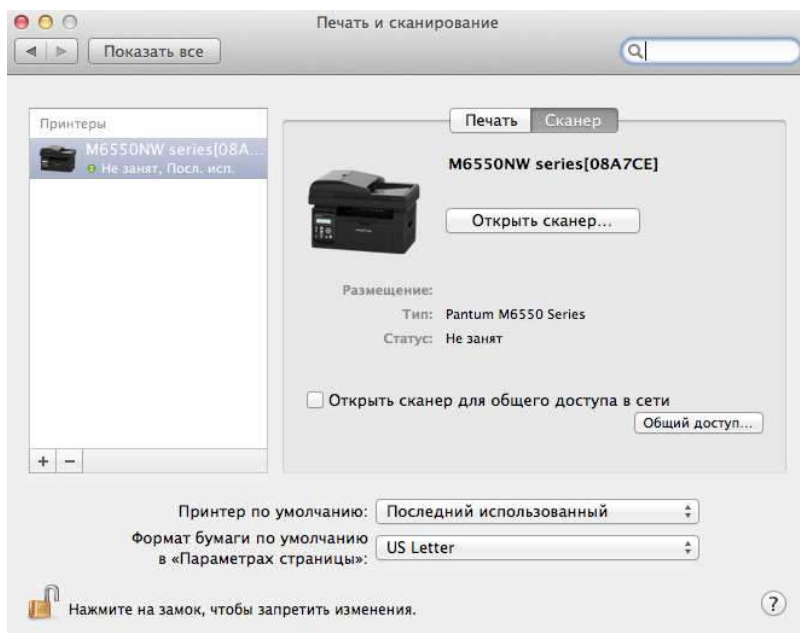 Печать и сканирование
Показать все
Принтеры
Печать Сканер
M6550NW series[08A...
Не занят, Посл. исп.
M6550NW series[08A7CE]
Открыть сканер...
Размещение:
Тип: Pantum M6550 Series
Статус: Не занят
Открыть сканер для общего доступа в сети
Общий доступ...
+ −
Принтер по умолчанию: Последний использованный
Формат бумаги по умолчанию
в «Параметрах страницы»: US Letter
Нажмите на замок, чтобы запретить изменения.
?